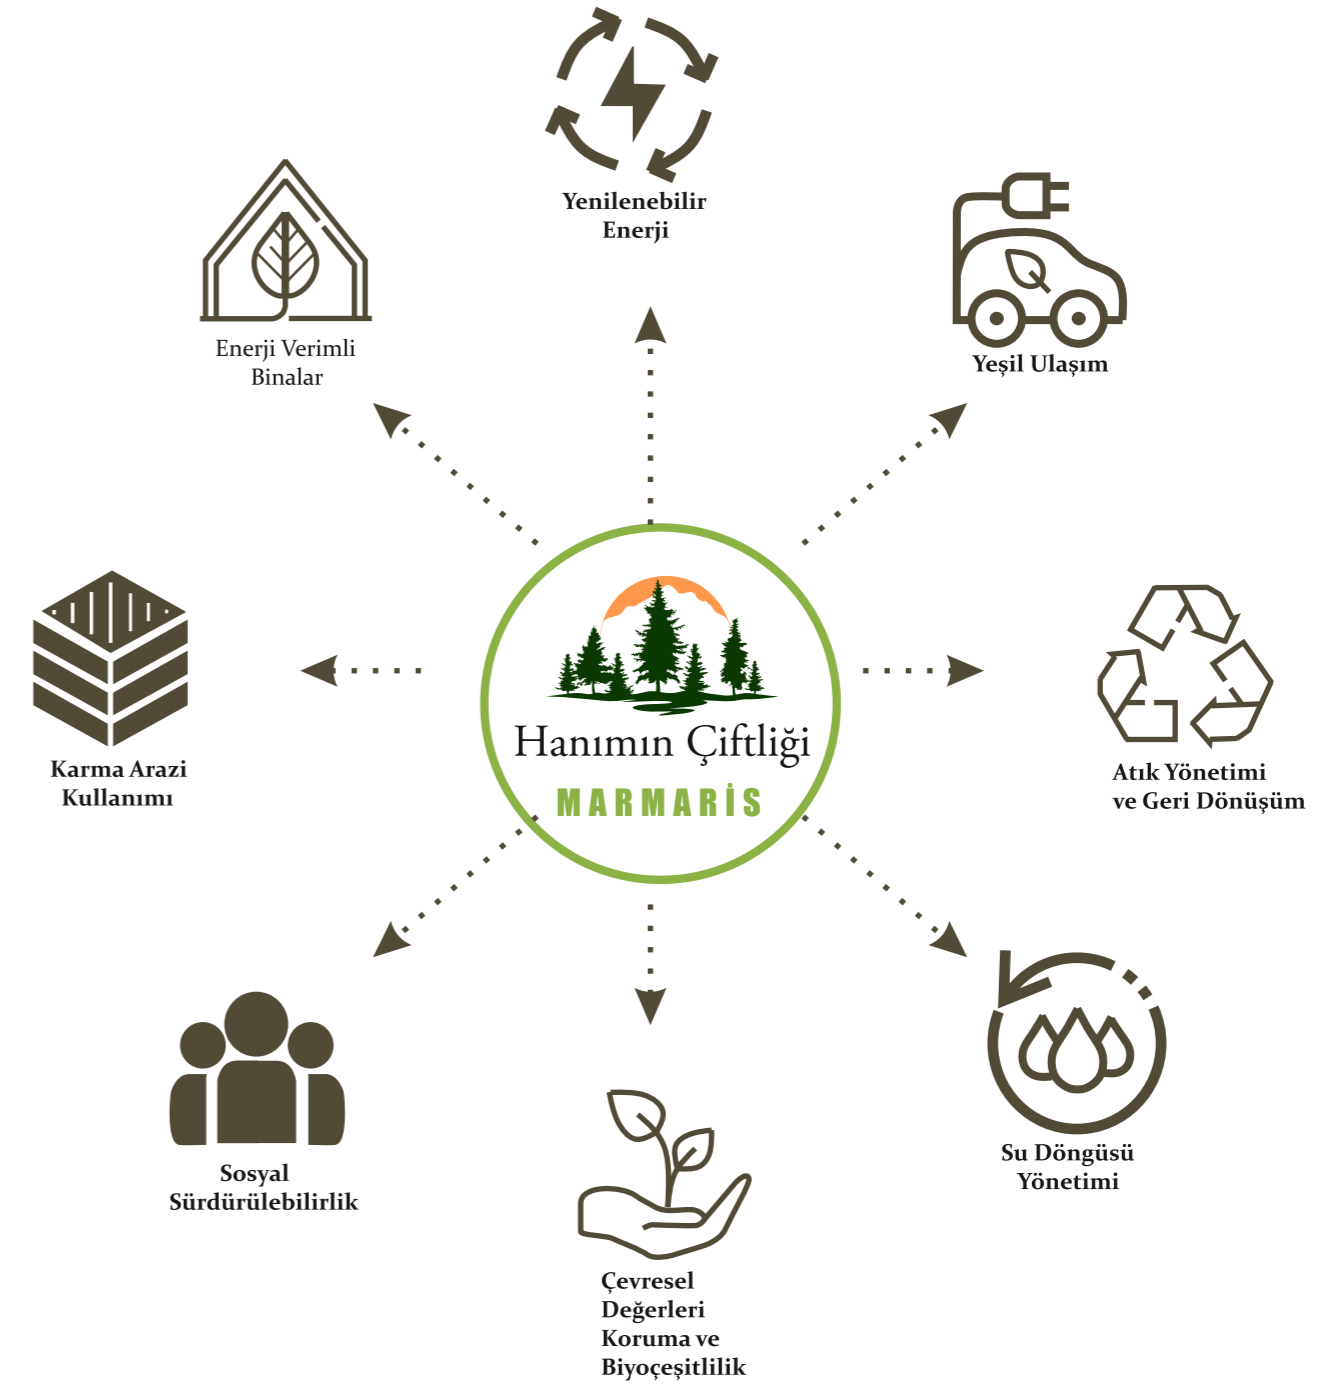 Yenilenebilir
Enerji
Enerji Verimli
Binalar
Yeşil Ulaşım
Karma Arazi
Kullanımı
Hanımın Çiftliği
MARMARİS
Atık Yönetimi
ve Geri Dönüşüm
Sosyal
Sürdürülebilirlik
Su Döngüsü
Yönetimi
Çevresel
Değerleri
Koruma ve
Biyoçeşitlilik